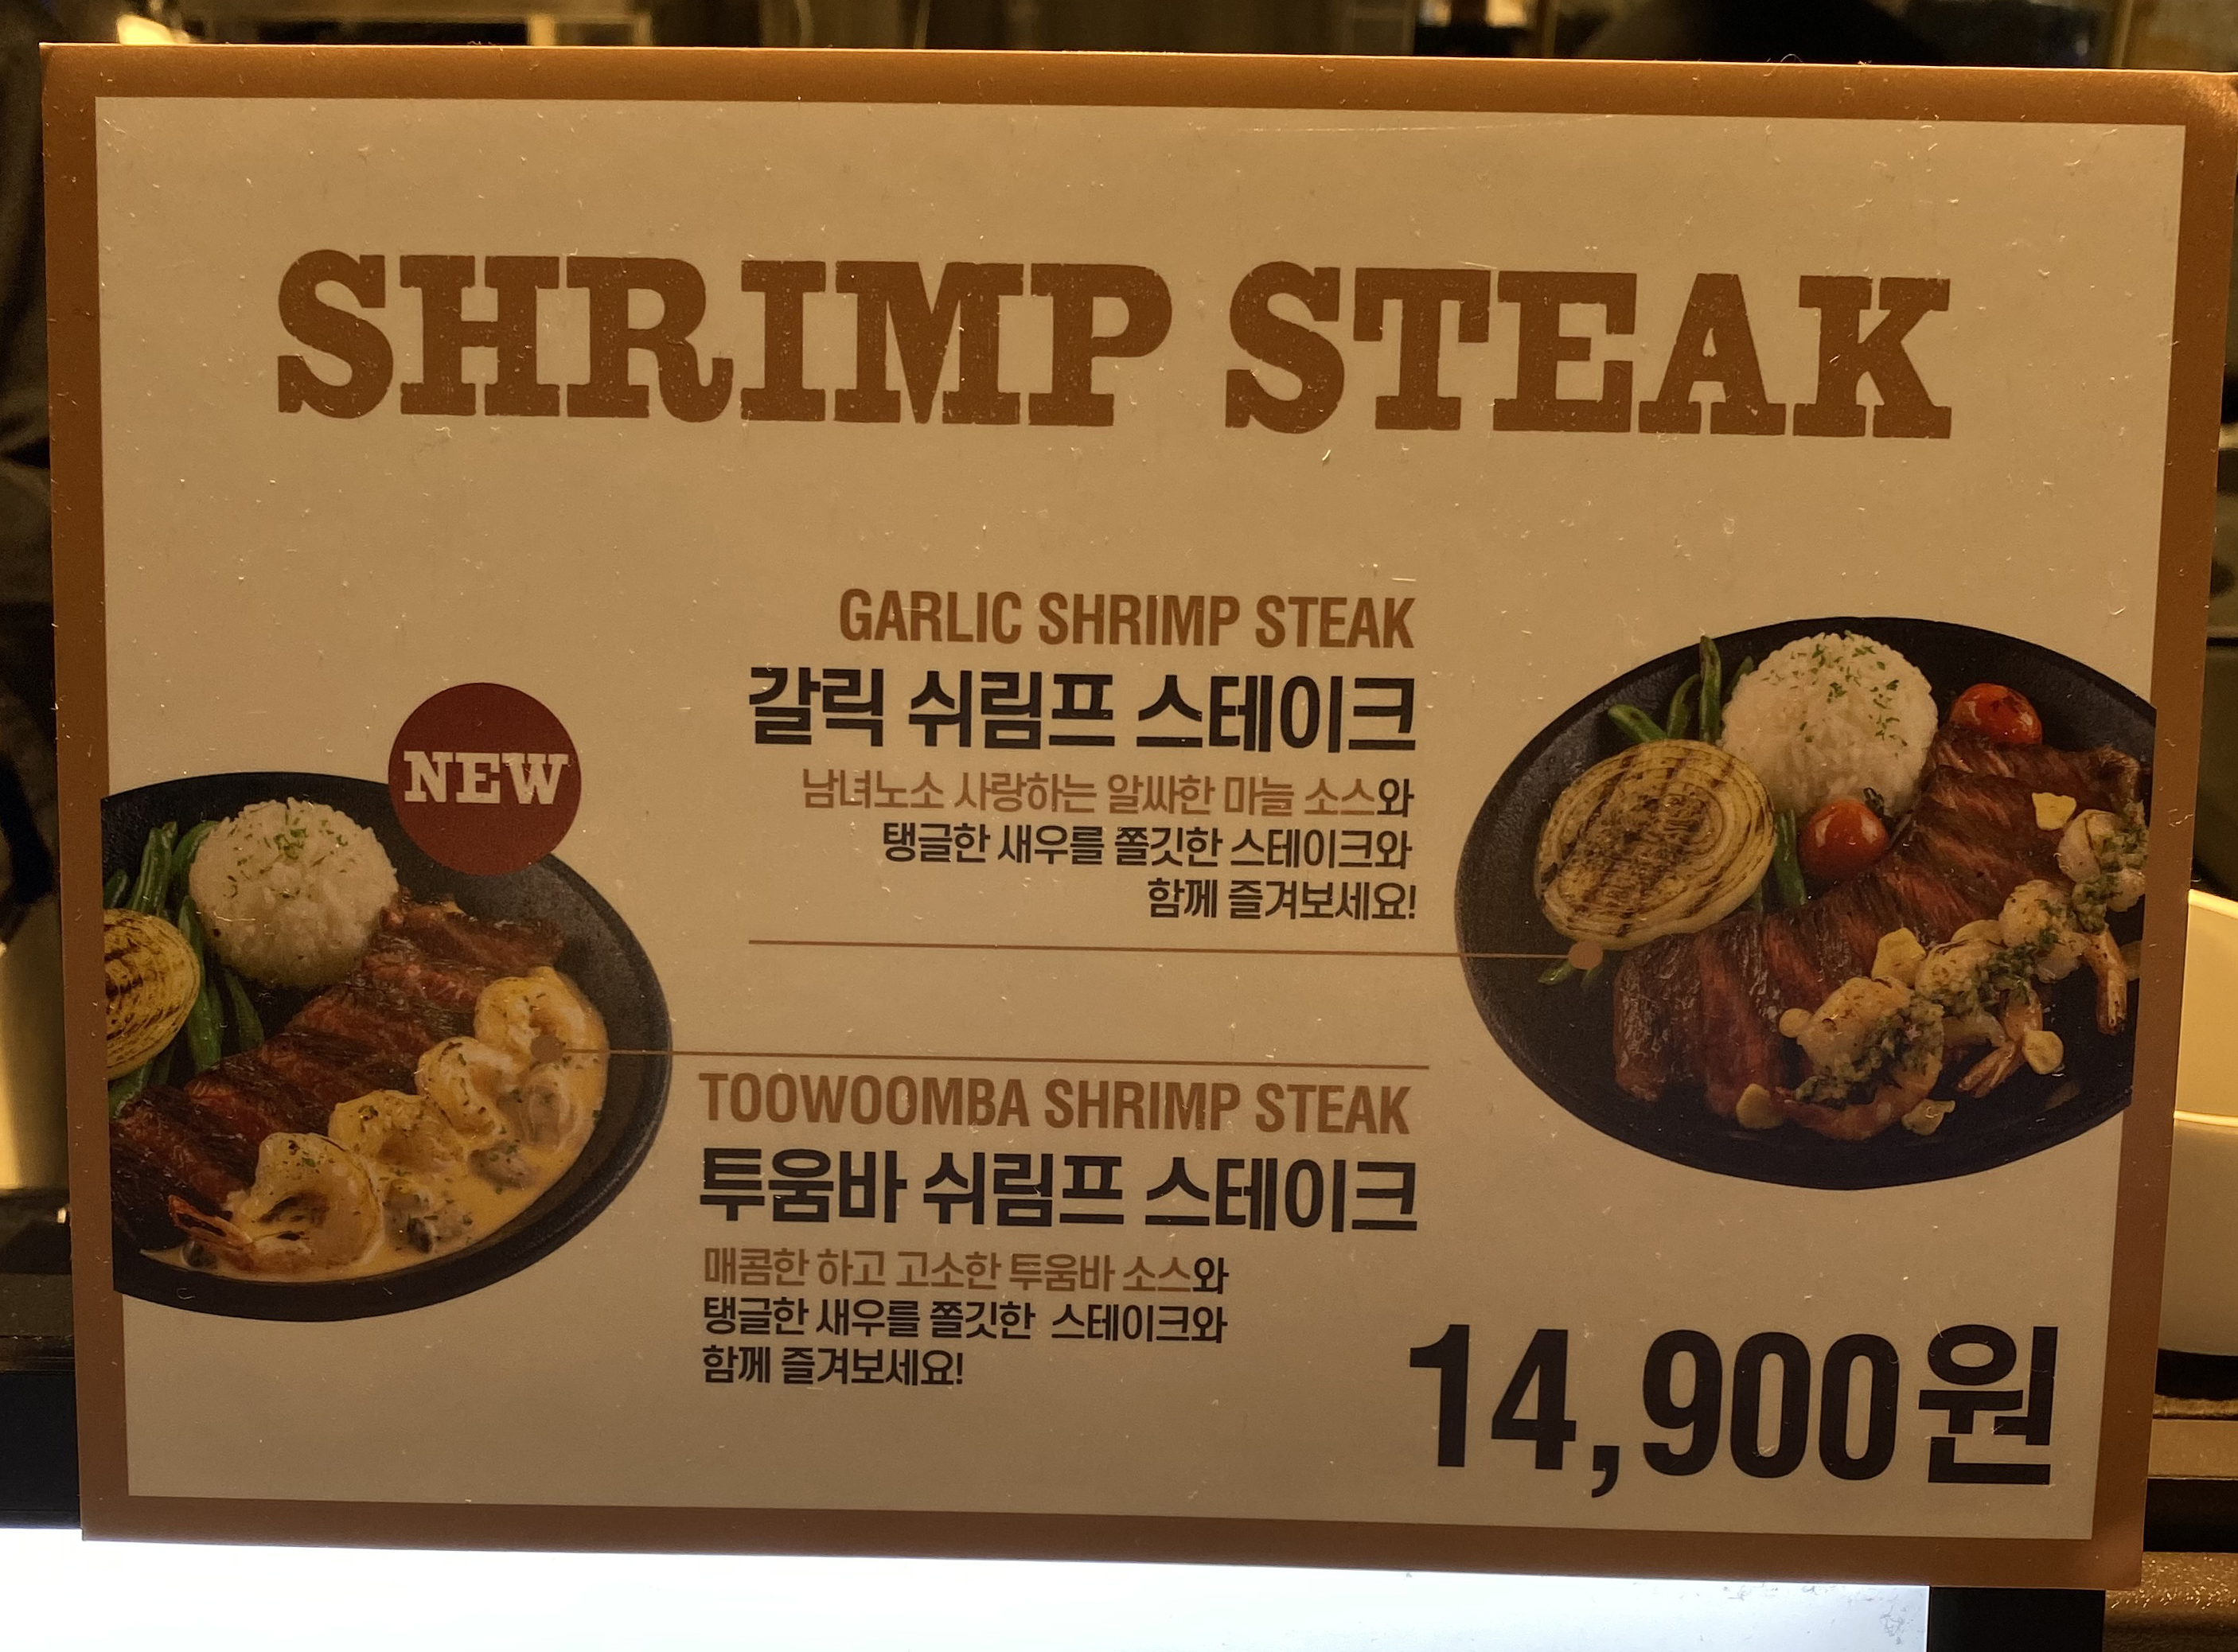 SHRIMP STEAK
GARLIC SHRIMP STEAK
갈릭 쉬림프 스테이크
남녀노소 사랑하는 알싸한 마늘 소스와
탱글한 새우를 쫄깃한 스테이크와
함께 즐겨보세요!
NEW
TOOWOOMBA SHRIMP STEAK
투움바 쉬림프 스테이크
매콤한 하고 고소한 투움바 소스와
탱글한 새우를 쫄깃한 스테이크와
함께 즐겨보세요!
14,900원